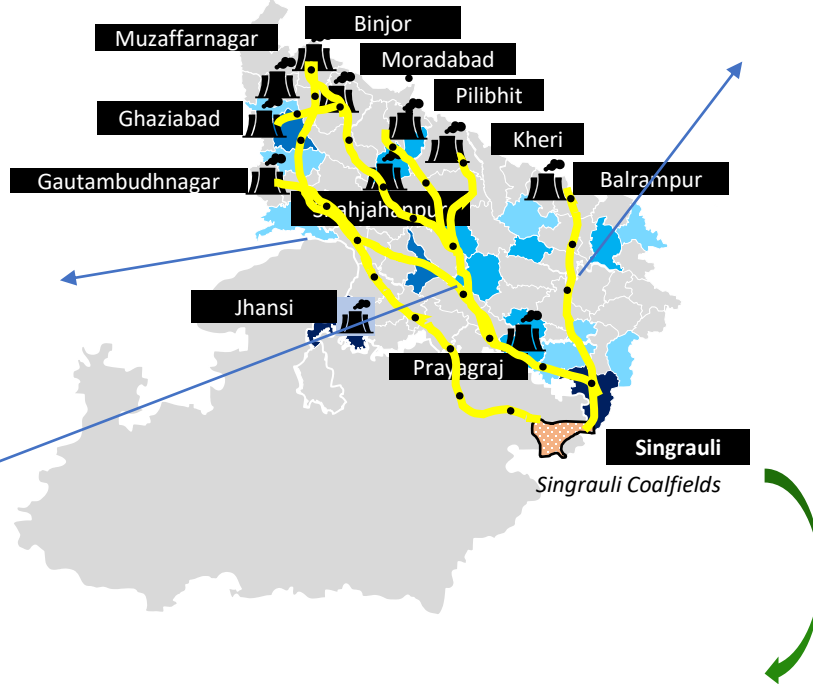 Binjor
Muzaffarnagar
Moradabad
Pilibhit
Ghaziabad
Kheri
Gautambudhnagar
Balrampur
Shahjahanpur
Jhansi
Prayagraj
Singrauli
Singrauli Coalfields